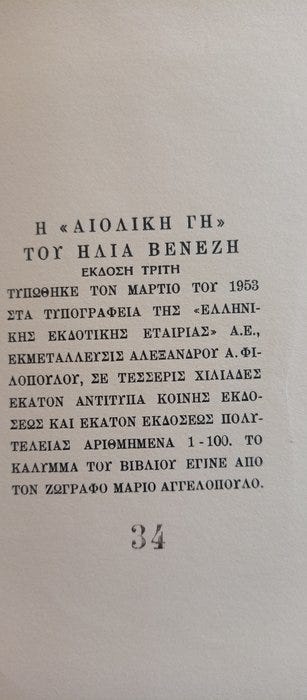 Η «ΑΙΟΛΙΚΗ ΓΗ»
ΤΟΥ ΗΛΙΑ ΒΕΝΕΖΗ
ΕΚΔΟΣΗ ΤΡΙΤΗ
ΤΥΠΩΘΗΚΕ ΤΟΝ ΜΑΡΤΙΟ ΤΟΥ 1953
ΣΤΑ ΤΥΠΟΓΡΑΦΕΙΑ ΤΗΣ «ΕΛΛΗΝΙ-
ΚΗΣ ΕΚΔΟΤΙΚΗΣ ΕΤΑΙΡΙΑΣ» Α.Ε.,
ΕΚΜΕΤΑΛΛΕΥΣΙΣ ΑΛΕΞΑΝΔΡΟΥ Α. ΦΙ-
ΛΟΠΟΥΛΟΥ, ΣΕ ΤΕΣΣΕΡΙΣ ΧΙΛΙΑΔΕΣ
ΕΚΑΤΟΝ ΑΝΤΙΤΥΠΑ ΚΟΙΝΗΣ ΕΚΔΟ-
ΣΕΩΣ ΚΑΙ ΕΚΑΤΟΝ ΕΚΔΟΣΕΩΣ ΠΟΛΥ-
ΤΕΛΕΙΑΣ ΑΡΙΘΜΗΜΕΝΑ 1-100. ΤΟ
ΚΑΛΥΜΜΑ ΤΟΥ ΒΙΒΛΙΟΥ ΕΓΙΝΕ ΑΠΟ
ΤΟΝ ΖΩΓΡΑΦΟ ΜΑΡΙΟ ΑΓΓΕΛΟΠΟΥΛΟ.
34